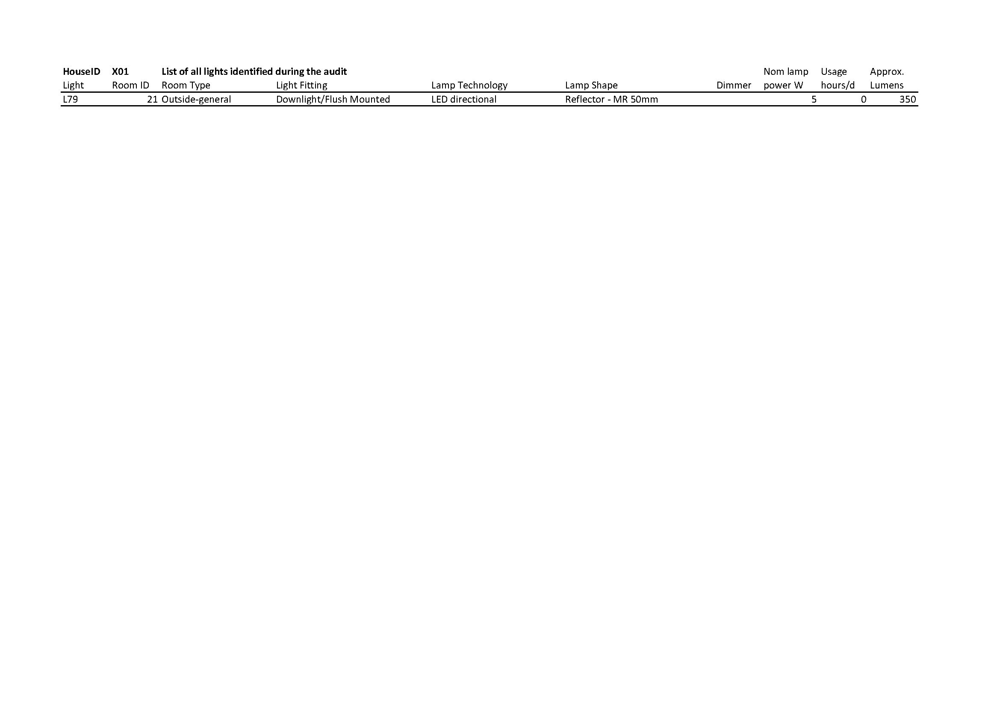 HouseID X01 List of all lights identified during the audit Nom lamp Usage Approx.
Light Room ID Room Type Light Fitting Lamp Technology Lamp Shape Dimmer power W hours/d Lumens
L79 21 Outside-general Downlight/Flush Mounted LED directional Reflector - MR 50mm 5 0 350